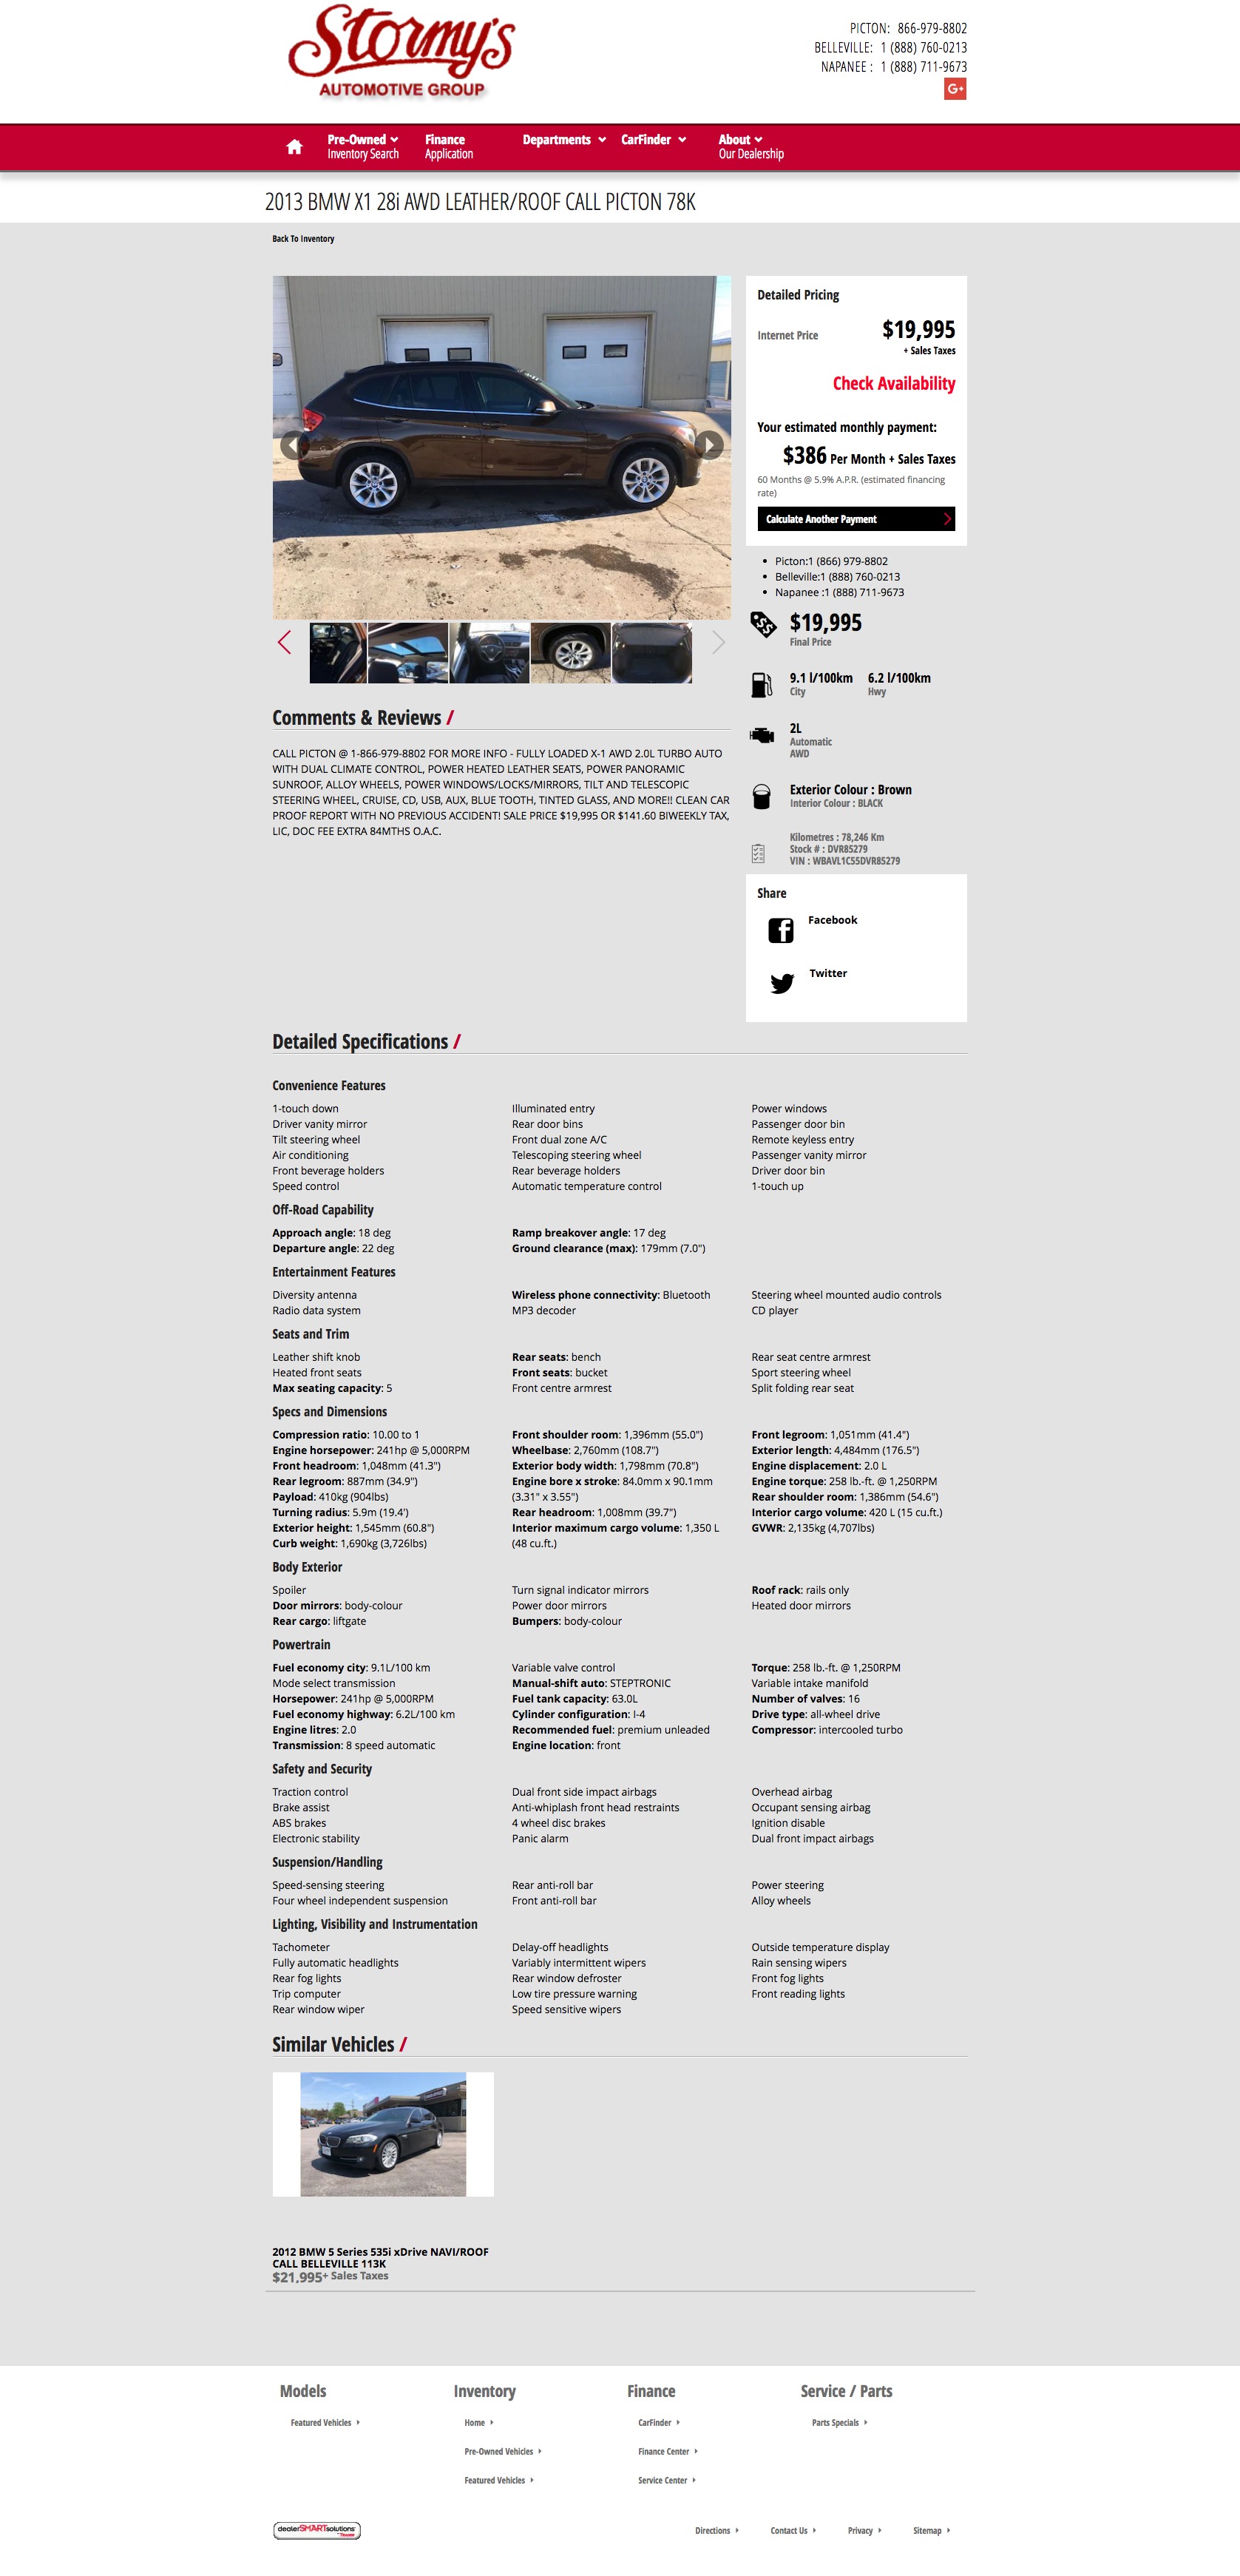 Stormy's
AUTOMOTIVE GROUP
PICTON: 866-979-8802
BELLEVILLE: 1 (888) 760-0213
NAPANEE : 1 (888) 711-9673
G+
Pre-Owned
Inventory Search
Finance
Application
Departments
CarFinder
About
Our Dealership
2013 BMW X1 28i AWD LEATHER/ROOF CALL PICTON 78K
Back To Inventory
Detailed Pricing
Internet Price $19,995
+ Sales Taxes
Check Availability
Your estimated monthly payment:
$386 Per Month + Sales Taxes
60 Months @ 5.9% A.P.R. (estimated financing
rate)
Calculate Another Payment
Picton:1 (866) 979-8802
Belleville:1 (888) 760-0213
Napanee :1 (888) 711-9673
$19,995
Final Price
9.1 l/100km 6.2 l/100km
City Hwy
2L
Automatic
AWD
Exterior Colour : Brown
Interior Colour : BLACK
Kilometres : 78,246 Km
Stock # : DVR85279
VIN : WBAVL1C55DVR85279
Share
Facebook
Twitter
Comments & Reviews /
CALL PICTON @ 1-866-979-8802 FOR MORE INFO - FULLY LOADED X-1 AWD 2.0L TURBO AUTO
WITH DUAL CLIMATE CONTROL, POWER HEATED LEATHER SEATS, POWER PANORAMIC
SUNROOF, ALLOY WHEELS, POWER WINDOWS/LOCKS/MIRRORS, TILT AND TELESCOPIC
STEERING WHEEL, CRUISE, CD, USB, AUX, BLUE TOOTH, TINTED GLASS, AND MORE!! CLEAN CAR
PROOF REPORT WITH NO PREVIOUS ACCIDENT! SALE PRICE $19,995 OR $141.60 BIWEEKLY TAX,
LIC, DOC FEE EXTRA 84MTHS O.A.C.
Detailed Specifications /
Convenience Features
1-touch down Illuminated entry Power windows
Driver vanity mirror Rear door bins Passenger door bin
Tilt steering wheel Front dual zone A/C Remote keyless entry
Air conditioning Telescoping steering wheel Passenger vanity mirror
Front beverage holders Rear beverage holders Driver door bin
Speed control Automatic temperature control 1-touch up
Off-Road Capability
Approach angle: 18 deg Ramp breakover angle: 17 deg
Departure angle: 22 deg Ground clearance (max): 179mm (7.0")
Entertainment Features
Diversity antenna Wireless phone connectivity: Bluetooth Steering wheel mounted audio controls
Radio data system MP3 decoder CD player
Seats and Trim
Leather shift knob Rear seats: bench Rear seat centre armrest
Heated front seats Front seats: bucket Sport steering wheel
Max seating capacity: 5 Front centre armrest Split folding rear seat
Specs and Dimensions
Compression ratio: 10.00 to 1 Front shoulder room: 1,396mm (55.0") Front legroom: 1,051mm (41.4")
Engine horsepower: 241hp @ 5,000RPM Wheelbase: 2,760mm (108.7") Exterior length: 4,484mm (176.5")
Front headroom: 1,048mm (41.3") Exterior body width: 1,798mm (70.8") Engine displacement: 2.0 L
Rear legroom: 887mm (34.9") Engine bore x stroke: 84.0mm x 90.1mm Engine torque: 258 lb.-ft. @ 1,250RPM
Payload: 410kg (904lbs) (3.31" x 3.55") Rear shoulder room: 1,386mm (54.6")
Turning radius: 5.9m (19.4') Rear headroom: 1,008mm (39.7") Interior cargo volume: 420 L (15 cu.ft.)
Exterior height: 1,545mm (60.8") Interior maximum cargo volume: 1,350 L GVWR: 2,135kg (4,707lbs)
Curb weight: 1,690kg (3,726lbs) (48 cu.ft.)
Body Exterior
Spoiler Turn signal indicator mirrors Roof rack: rails only
Door mirrors: body-colour Power door mirrors Heated door mirrors
Rear cargo: liftgate Bumpers: body-colour
Powertrain
Fuel economy city: 9.1L/100 km Variable valve control Torque: 258 lb.-ft. @ 1,250RPM
Mode select transmission Manual-shift auto: STEPTRONIC Variable intake manifold
Horsepower: 241hp @ 5,000RPM Fuel tank capacity: 63.0L Number of valves: 16
Fuel economy highway: 6.2L/100 km Cylinder configuration: I-4 Drive type: all-wheel drive
Engine litres: 2.0 Recommended fuel: premium unleaded Compressor: intercooled turbo
Transmission: 8 speed automatic Engine location: front
Safety and Security
Traction control Dual front side impact airbags Overhead airbag
Brake assist Anti-whiplash front head restraints Occupant sensing airbag
ABS brakes 4 wheel disc brakes Ignition disable
Electronic stability Panic alarm Dual front impact airbags
Suspension/Handling
Speed-sensing steering Rear anti-roll bar Power steering
Four wheel independent suspension Front anti-roll bar Alloy wheels
Lighting, Visibility and Instrumentation
Tachometer Delay-off headlights Outside temperature display
Fully automatic headlights Variably intermittent wipers Rain sensing wipers
Rear fog lights Rear window defroster Front fog lights
Trip computer Low tire pressure warning Front reading lights
Rear window wiper Speed sensitive wipers
Similar Vehicles /
2012 BMW 5 Series 535i xDrive NAVI/ROOF
CALL BELLEVILLE 113K
$21,995+ Sales Taxes
Models Inventory Finance Service / Parts
Featured Vehicles Home CarFinder Parts Specials
Pre-Owned Vehicles Finance Center
Featured Vehicles Service Center
dealerSMARTsolutions
Directions Contact Us Privacy Sitemap